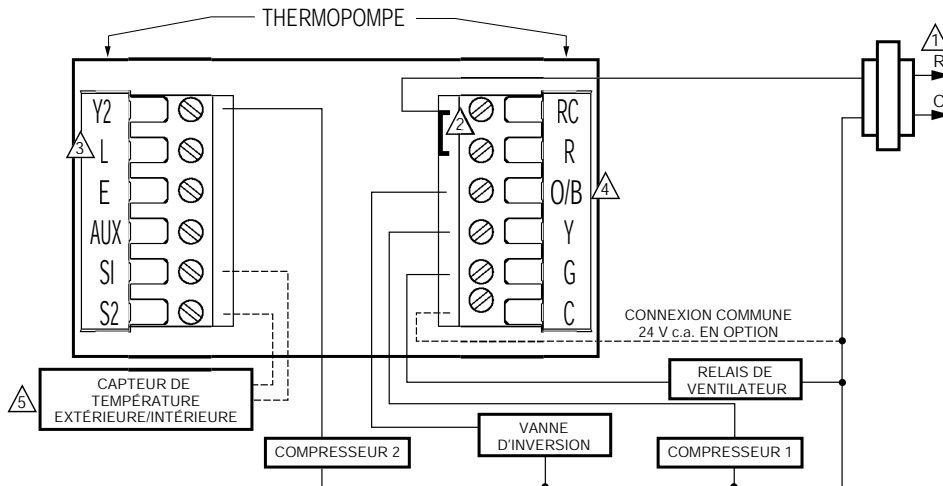 THERMOPOMPE
1
R
C
Y2
L
E
AUX
S1
S2
3
2
RC
R
O/B
Y
G
C
4
CONNEXION COMMUNE
24 V c.a. EN OPTION
RELAIS DE
VENTILATEUR
5
CAPTEUR DE
TEMPÉRATURE
EXTÉRIEURE/INTÉRIEURE
VANNE
D'INVERSION
COMPRESSEUR 2
COMPRESSEUR 1